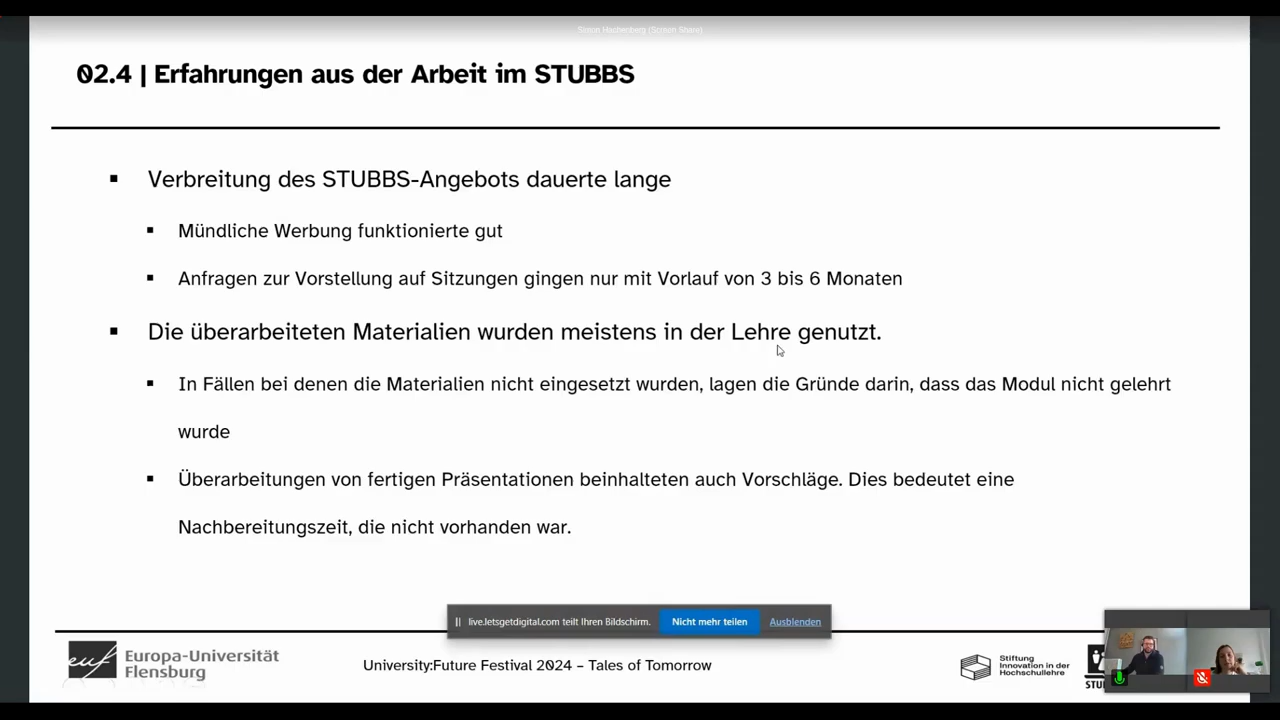 Simon Hachenberg (Screen Share)
02.4 | Erfahrungen aus der Arbeit im STUBBS
Verbreitung des STUBBS-Angebots dauerte lange
Mündliche Werbung funktionierte gut
Anfragen zur Vorstellung auf Sitzungen gingen nur mit Vorlauf von 3 bis 6 Monaten
Die überarbeiteten Materialien wurden meistens in der Lehre genutzt.
In Fällen bei denen die Materialien nicht eingesetzt wurden, lagen die Gründe darin, dass das Modul nicht gelehrt
wurde
Überarbeitungen von fertigen Präsentationen beinhalteten auch Vorschläge. Dies bedeutet eine
Nachbereitungszeit, die nicht vorhanden war.
live.letsgetdigital.com teilt Ihren Bildschirm.
Nicht mehr teilen
Ausblenden
euf
Europa-Universität
Flensburg
University:Future Festival 2024 – Tales of Tomorrow
Stiftung
Innovation in der
Hochschullehre